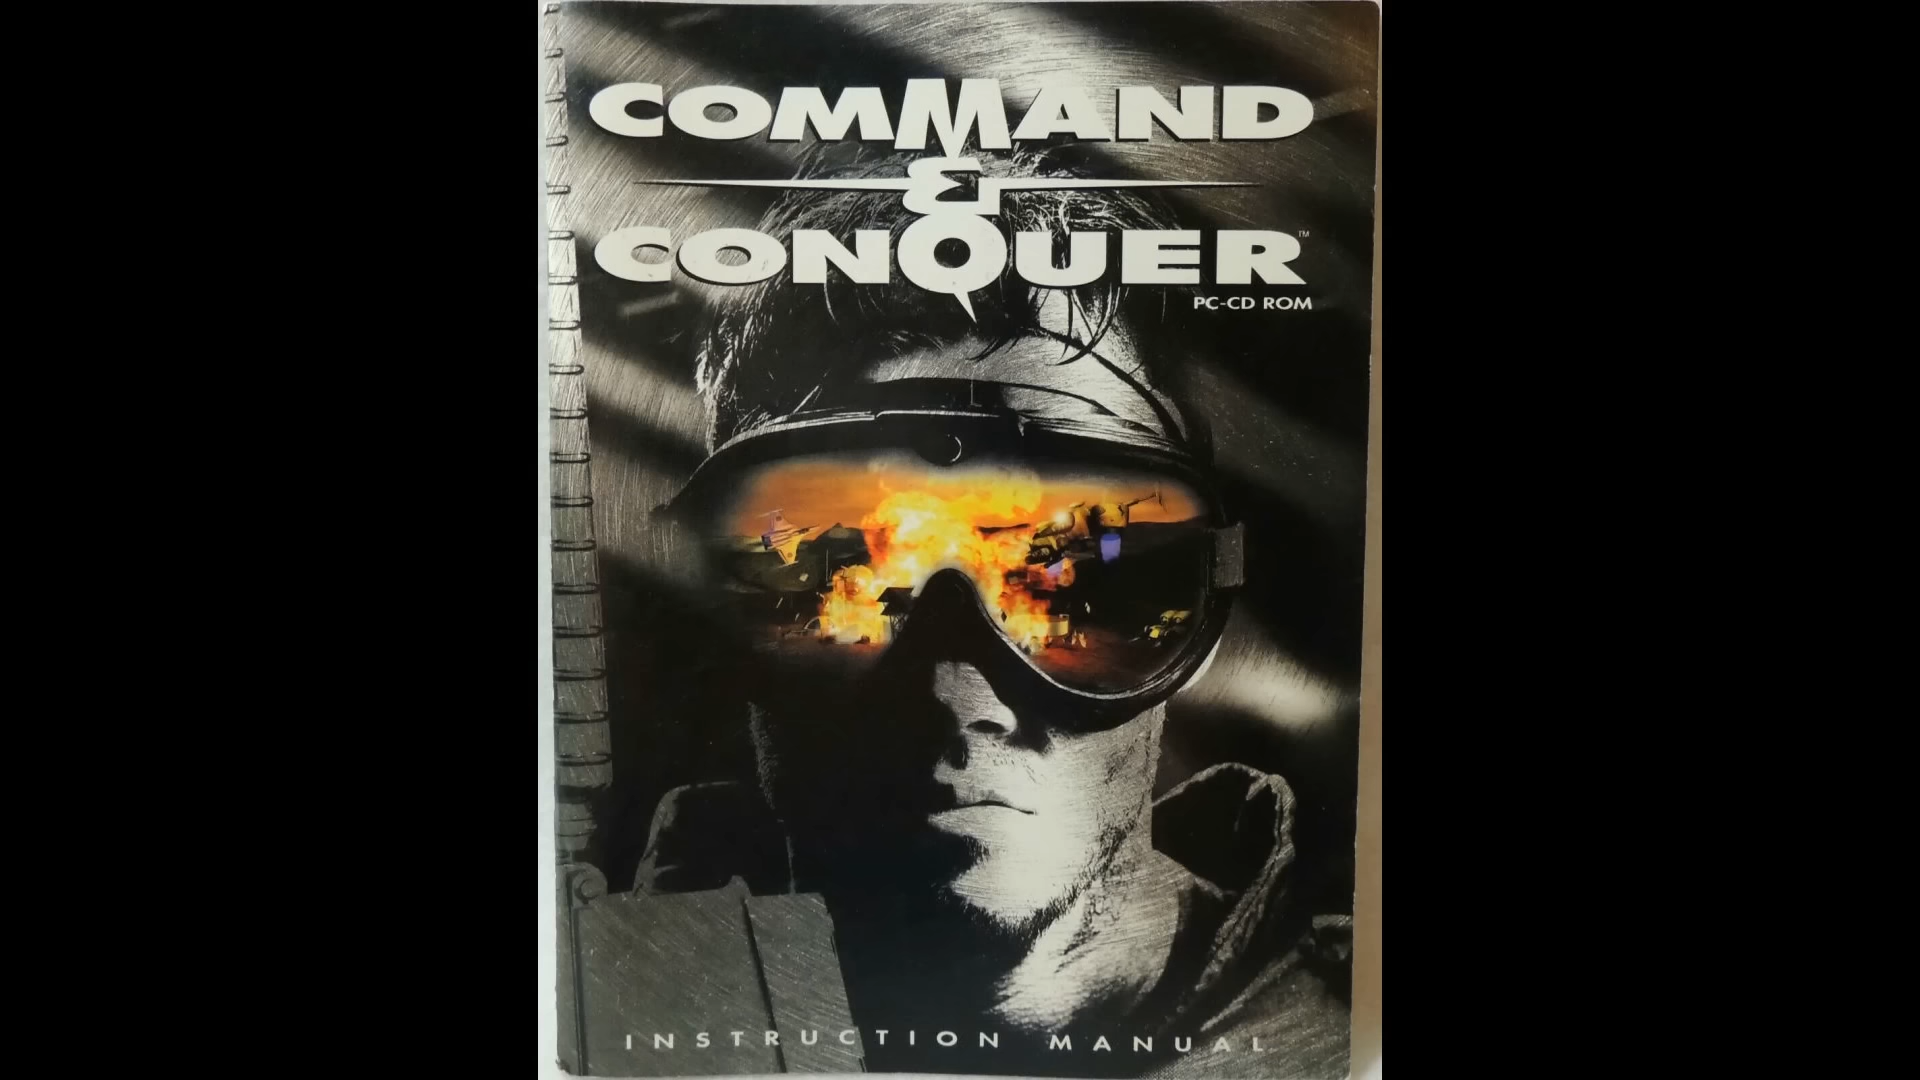 COMMAND
&
CONQUER™
PC-CD ROM
INSTRUCTION MANUAL